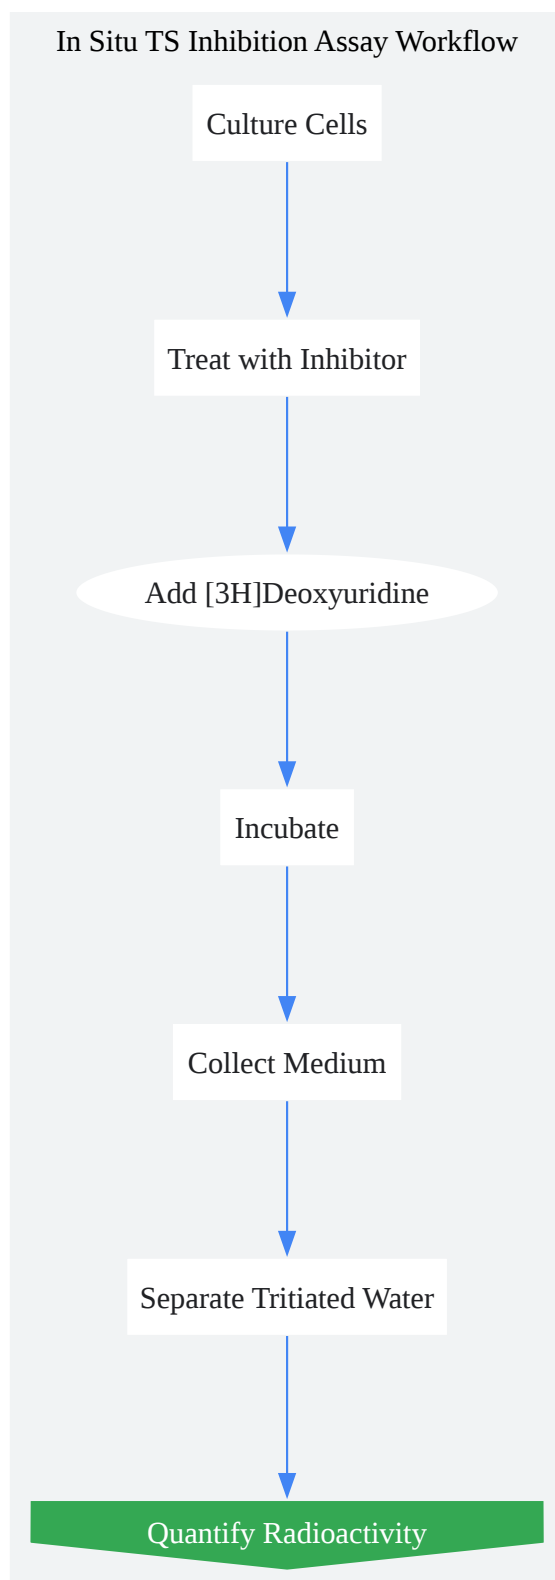 In Situ TS Inhibition Assay Workflow
Culture Cells
Treat with Inhibitor
Add [3H]Deoxyuridine
Incubate
Collect Medium
Separate Tritiated Water
Quantify Radioactivity